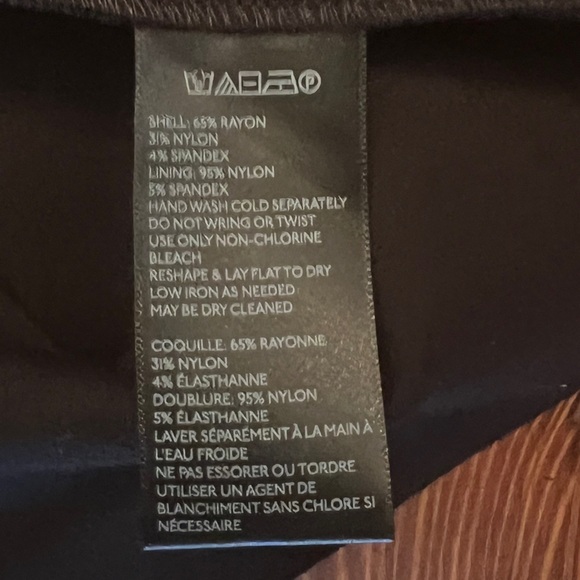 SHELL: 65% RAYON
31% NYLON
4% SPANDEX
LINING: 95% NYLON
5% SPANDEX
HAND WASH COLD SEPARATELY
DO NOT WRING OR TWIST
USE ONLY NON-CHLORINE
BLEACH
RESHAPE & LAY FLAT TO DRY
LOW IRON AS NEEDED
MAY BE DRY CLEANED
COQUILLE: 65% RAYONNE
31% NYLON
4% ÉLASTHANNE
DOUBLURE: 95% NYLON
5% ÉLASTHANNE
LAVER SÉPARÉMENT À LA MAIN À
L'EAU FROIDE
NE PAS ESSORER OU TORDRE
UTILISER UN AGENT DE
BLANCHIMENT SANS CHLORE SI
NÉCESSAIRE